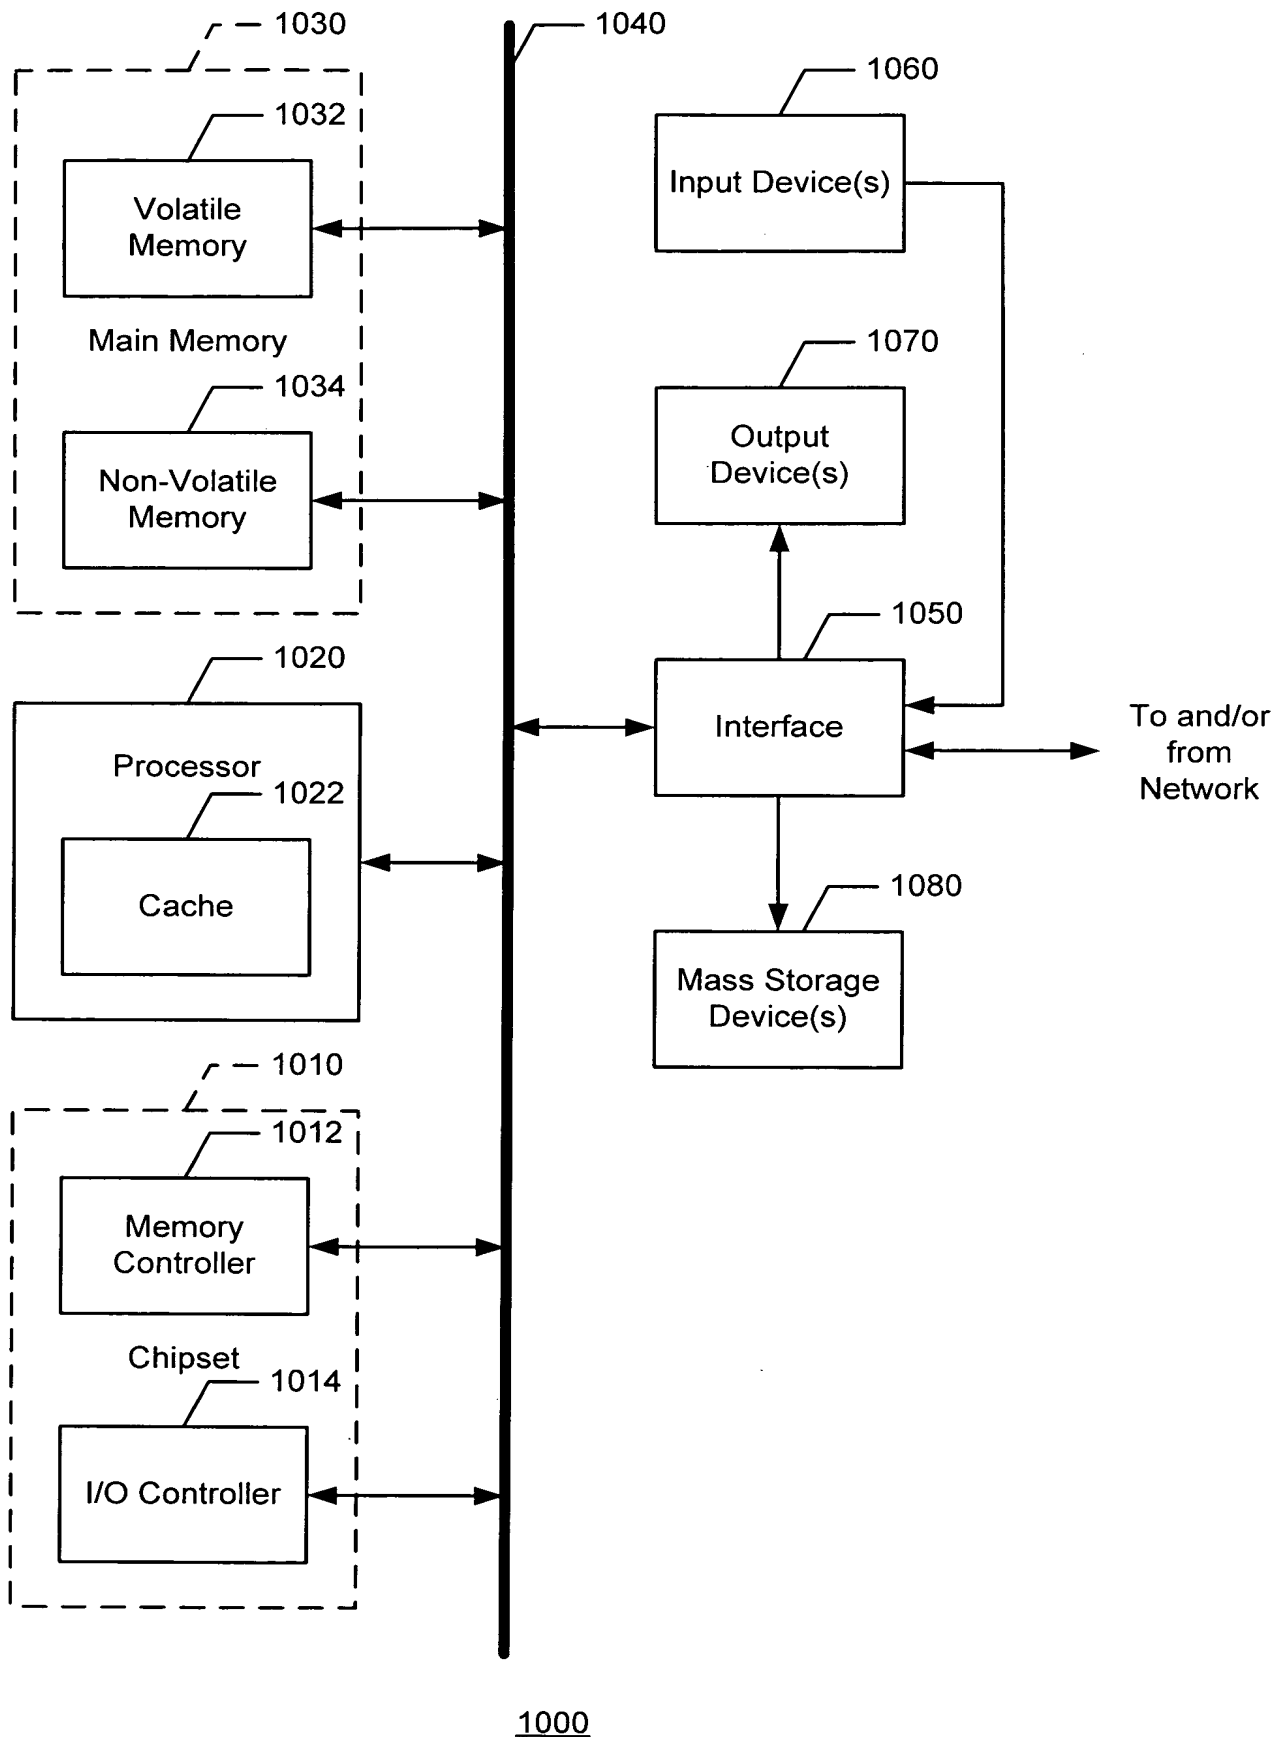 1030
1040
1032
Volatile
Memory
Main Memory
1034
Non-Volatile
Memory
1020
Processor
1022
Cache
1010
1012
Memory
Controller
Chipset
1014
I/O Controller
1060
Input Device(s)
1070
Output
Device(s)
1050
Interface
To and/or
from
Network
1080
Mass Storage
Device(s)
1000